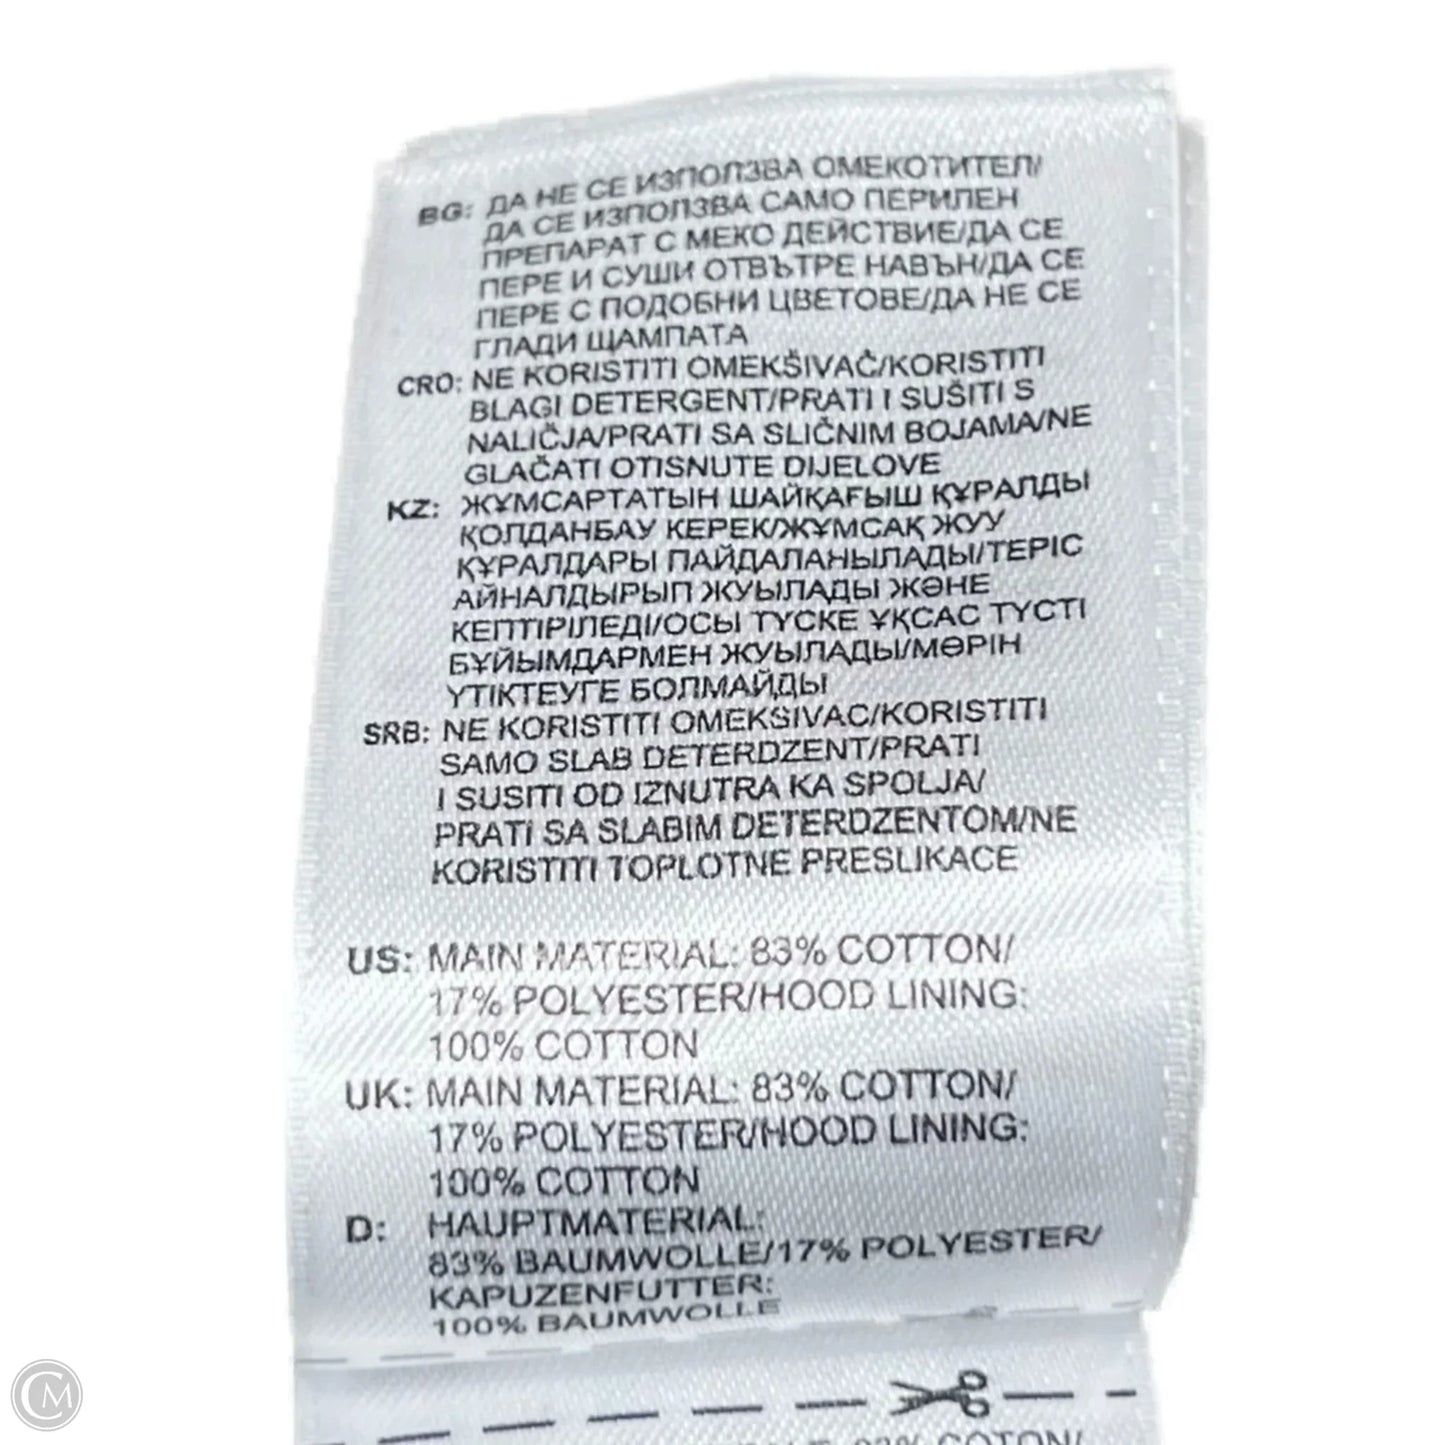 BG: ДА НЕ СЕ ИЗПОЛЗВА ОМЕКОТИТЕЛ/
ДА СЕ ИЗПОЛЗВА САМО ПЕРИЛЕН
ПРЕПАРАТ С МЕКО ДЕЙСТВИЕ/ДА СЕ
ПЕРЕ И СУШИ ОТВЪТРЕ НАВЪН/ДА СЕ
ПЕРЕ С ПОДОБНИ ЦВЕТОВЕ/ДА НЕ СЕ
ГЛАДИ ЩАМПАТА
CRO: NE KORISTITI OMEKŠIVAČ/KORISTITI
BLAGI DETERGENT/PRATI I SUŠITI S
NALIČJA/PRATI SA SLIČNIM BOJAMA/NE
GLAČATI OTISNUTE DIJELOVE
KZ: ЖҰМСАРТАТЫН ШАЙҚАҒЫШ ҚҰРАЛДЫ
ҚОЛДАНБАУ КЕРЕК/ЖҰМСАҚ ЖУУ
ҚҰРАЛДАРЫ ПАЙДАЛАНЫЛАДЫ/ТЕРІС
АЙНАЛДЫРЫП ЖУЫЛАДЫ ЖӘНЕ
КЕПТІРІЛЕДІ/ОСЫ ТҮСКЕ ҰҚСАС ТҮСТІ
БҰЙЫМДАРМЕН ЖУЫЛАДЫ/МӨРІН
ҮТІКТЕУГЕ БОЛМАЙДЫ
SRB: NE KORISTITI OMEKSIVAC/KORISTITI
SAMO SLAB DETERDZENT/PRATI
I SUSITI OD IZNUTRA KA SPOLJA/
PRATI SA SLABIM DETERDZENTOM/NE
KORISTITI TOPLOTNE PRESLIKACE
US: MAIN MATERIAL: 83% COTTON/
17% POLYESTER/HOOD LINING:
100% COTTON
UK: MAIN MATERIAL: 83% COTTON/
17% POLYESTER/HOOD LINING:
100% COTTON
D: HAUPTMATERIAL:
83% BAUMWOLLE/17% POLYESTER/
KAPUZENFUTTER:
100% BAUMWOLLE
COTTON/
CM